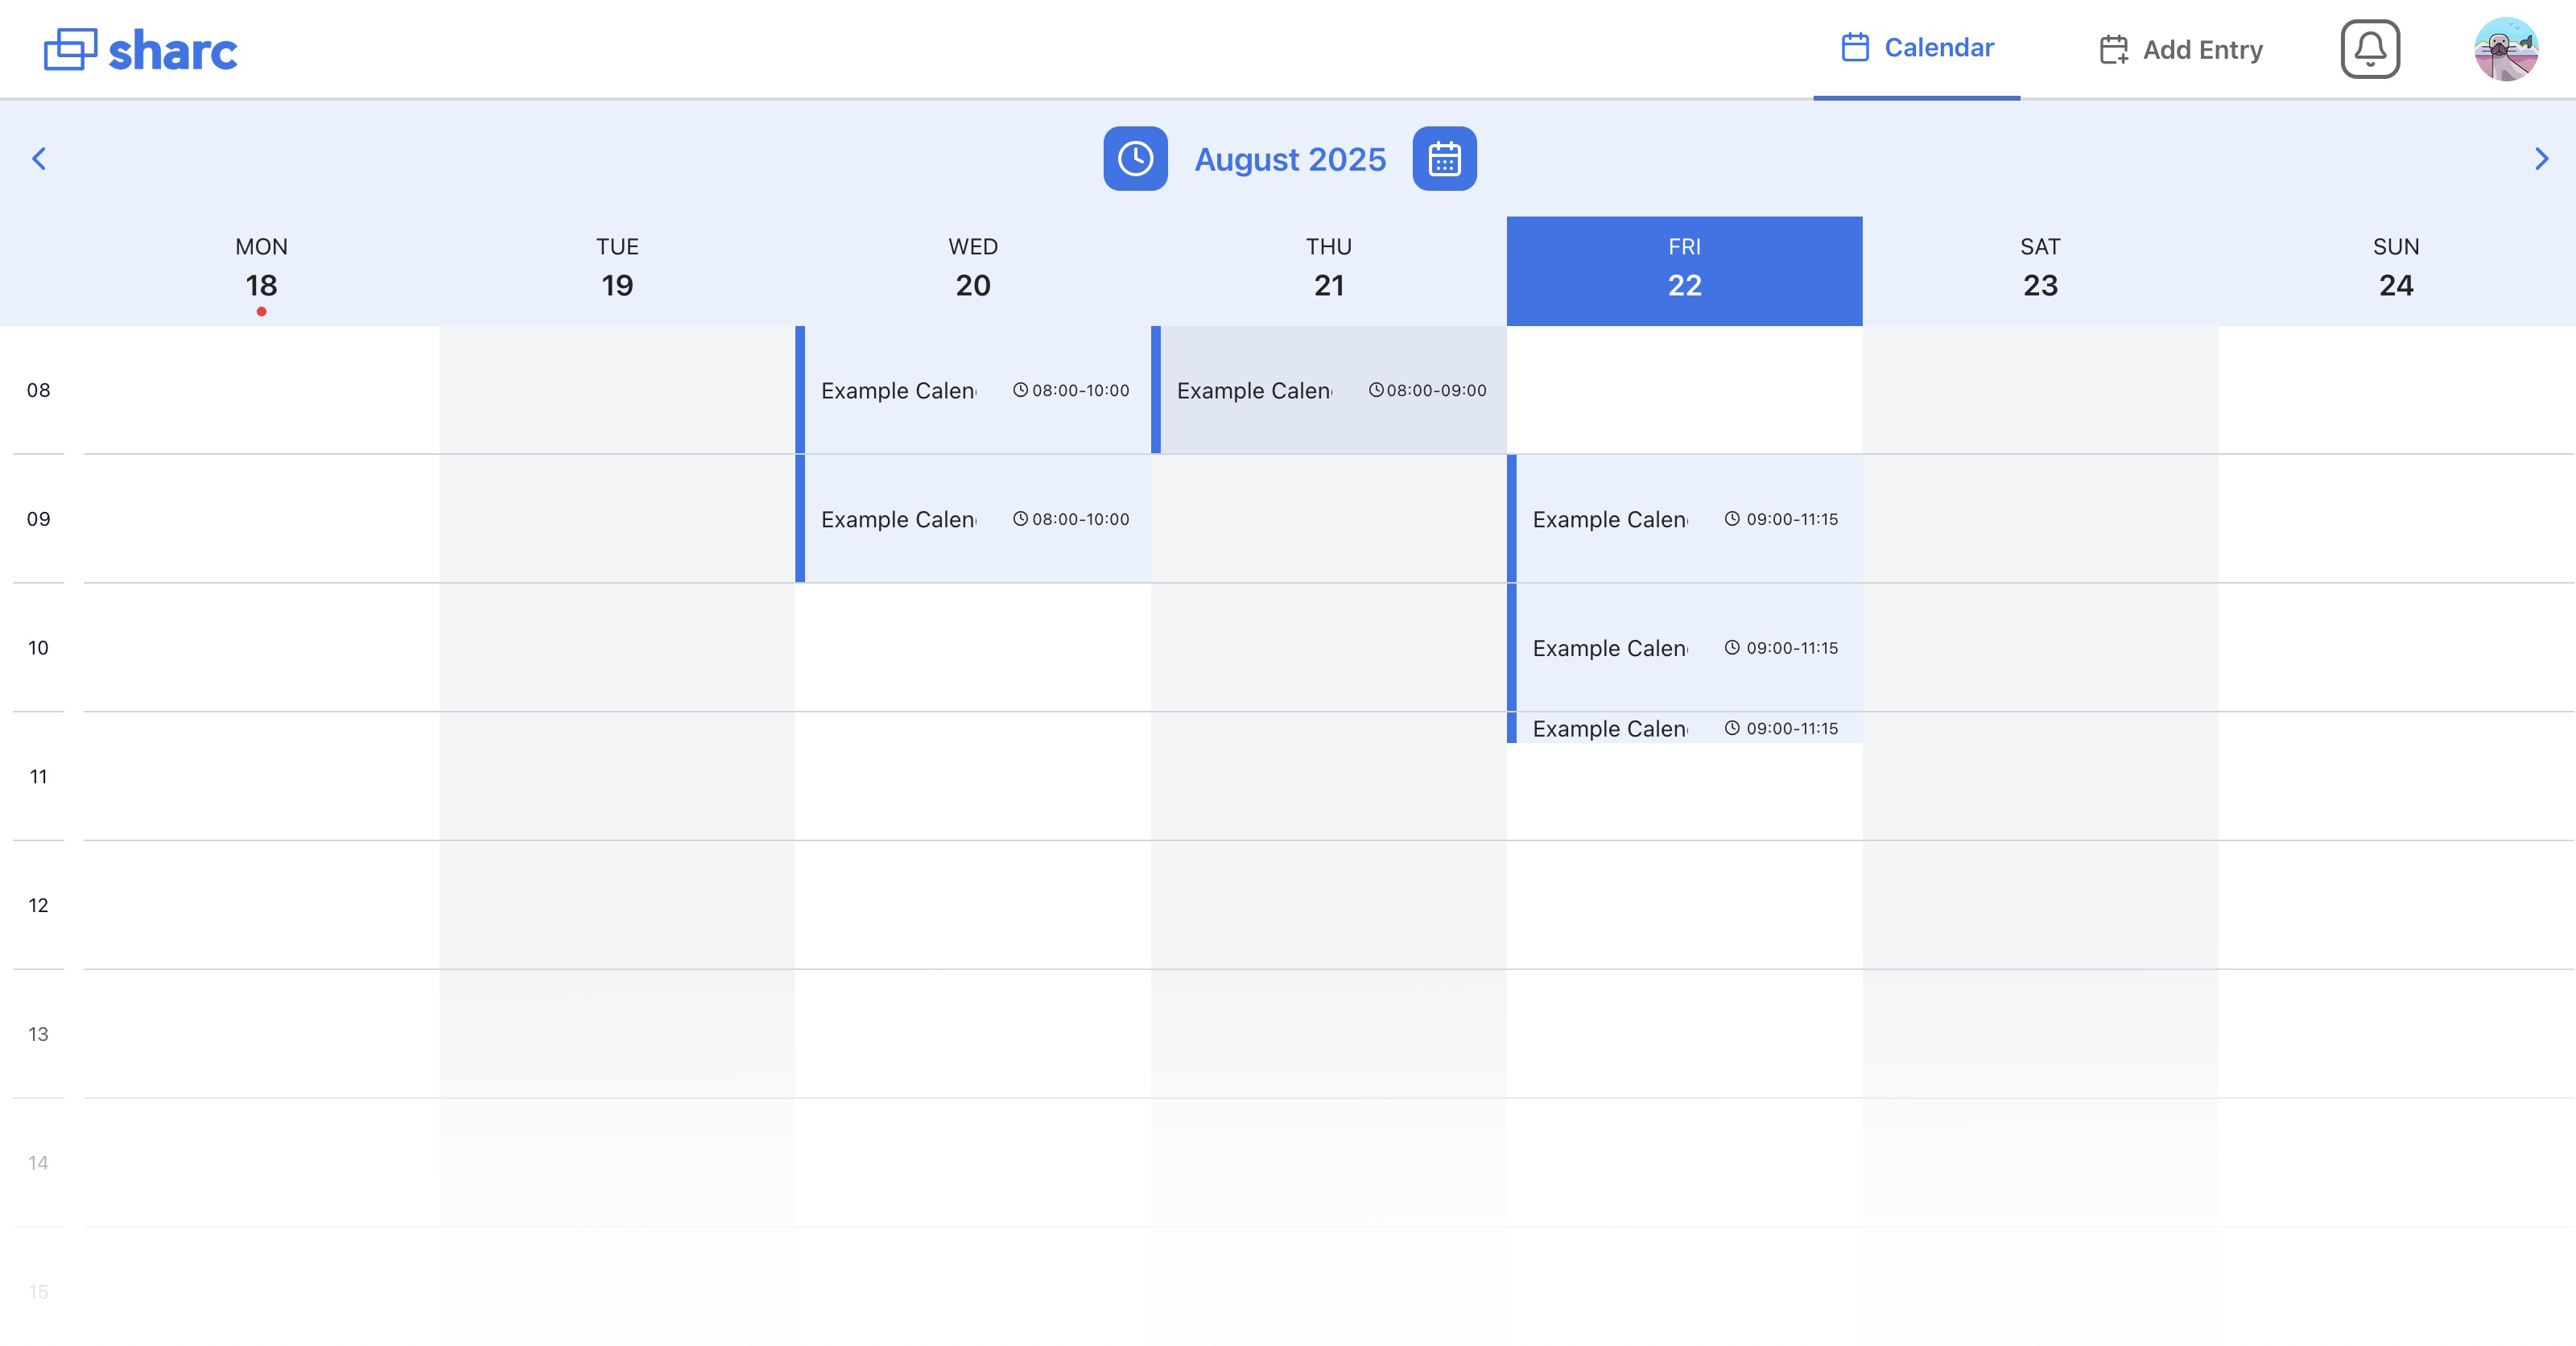 sharc
Calendar
Add Entry
August 2025
MON
18
TUE
19
WED
20
THU
21
FRI
22
SAT
23
SUN
24
08
Example Calen
08:00-10:00
Example Calen
08:00-09:00
09
Example Calen
08:00-10:00
Example Calen
09:00-11:15
10
Example Calen
09:00-11:15
Example Calen
09:00-11:15
11
12
13
14
15